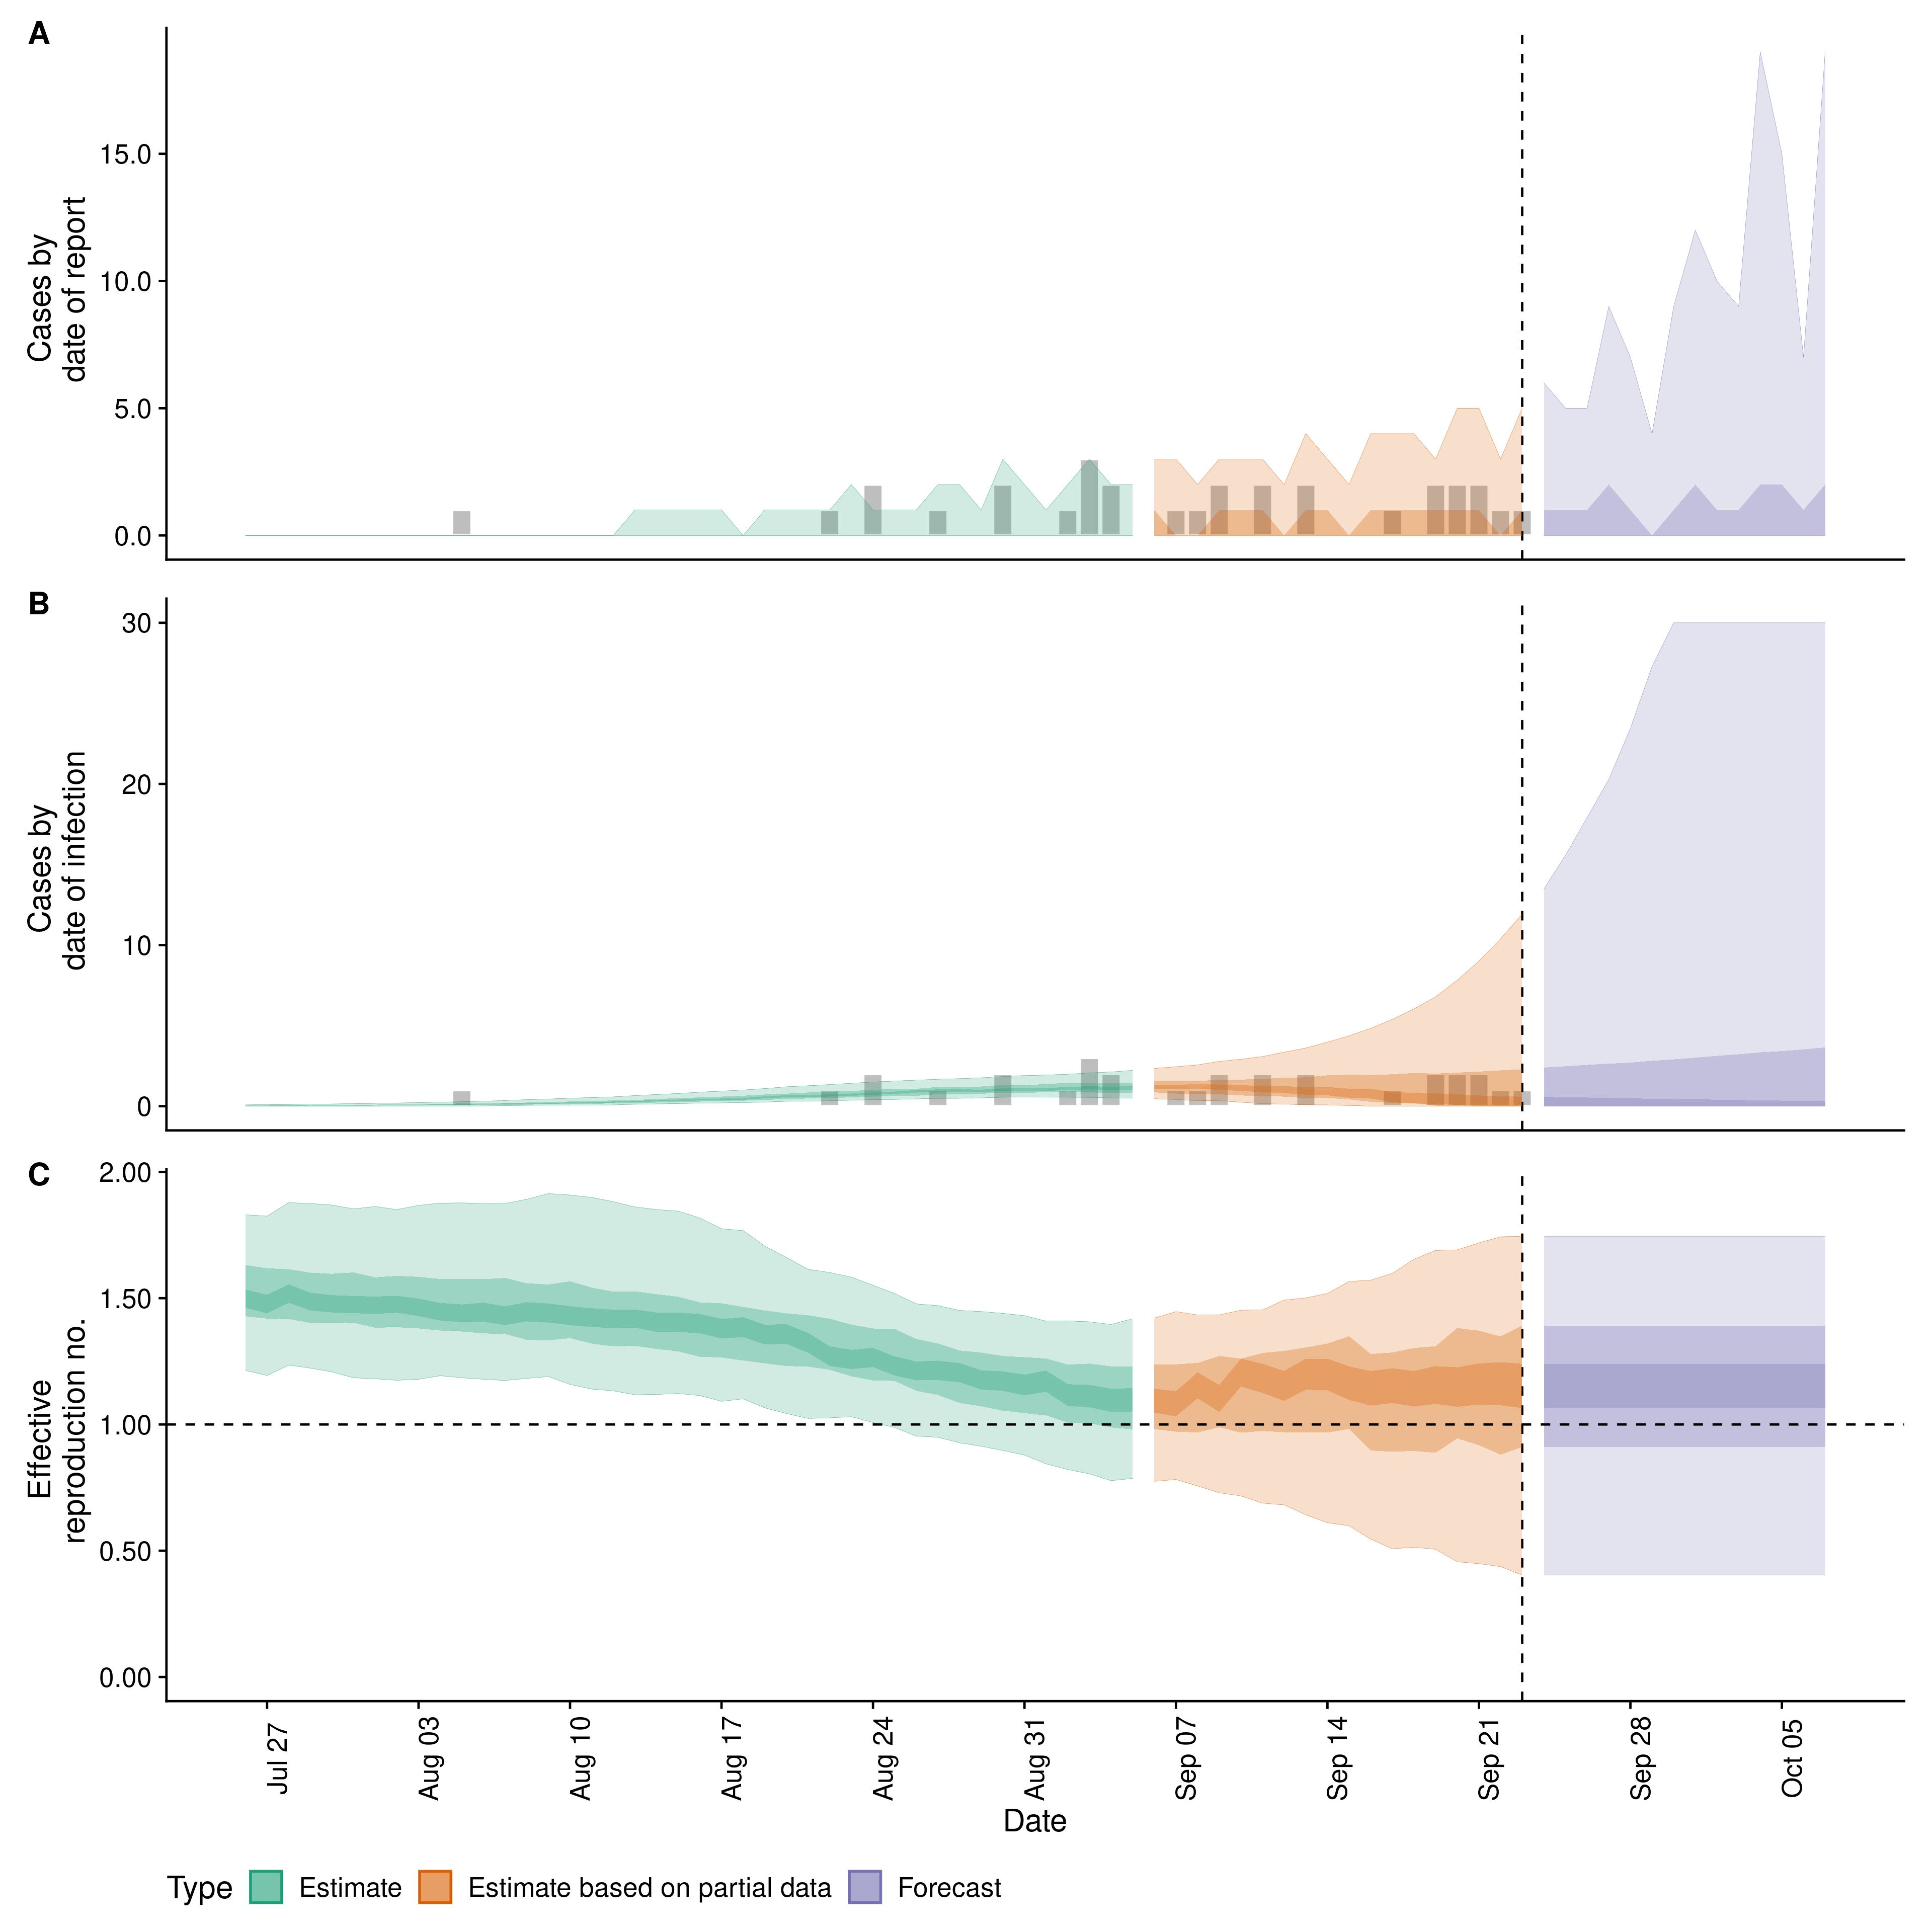 A
Cases by
date of report
15.0
10.0
5.0
0.0
B
Cases by
date of infection
30
20
10
0
C
Effective
reproduction no.
2.00
1.50
1.00
0.50
0.00
Jul 27
Aug 03
Aug 10
Aug 17
Aug 24
Aug 31
Sep 07
Sep 14
Sep 21
Sep 28
Oct 05
Date
Type Estimate Estimate based on partial data Forecast